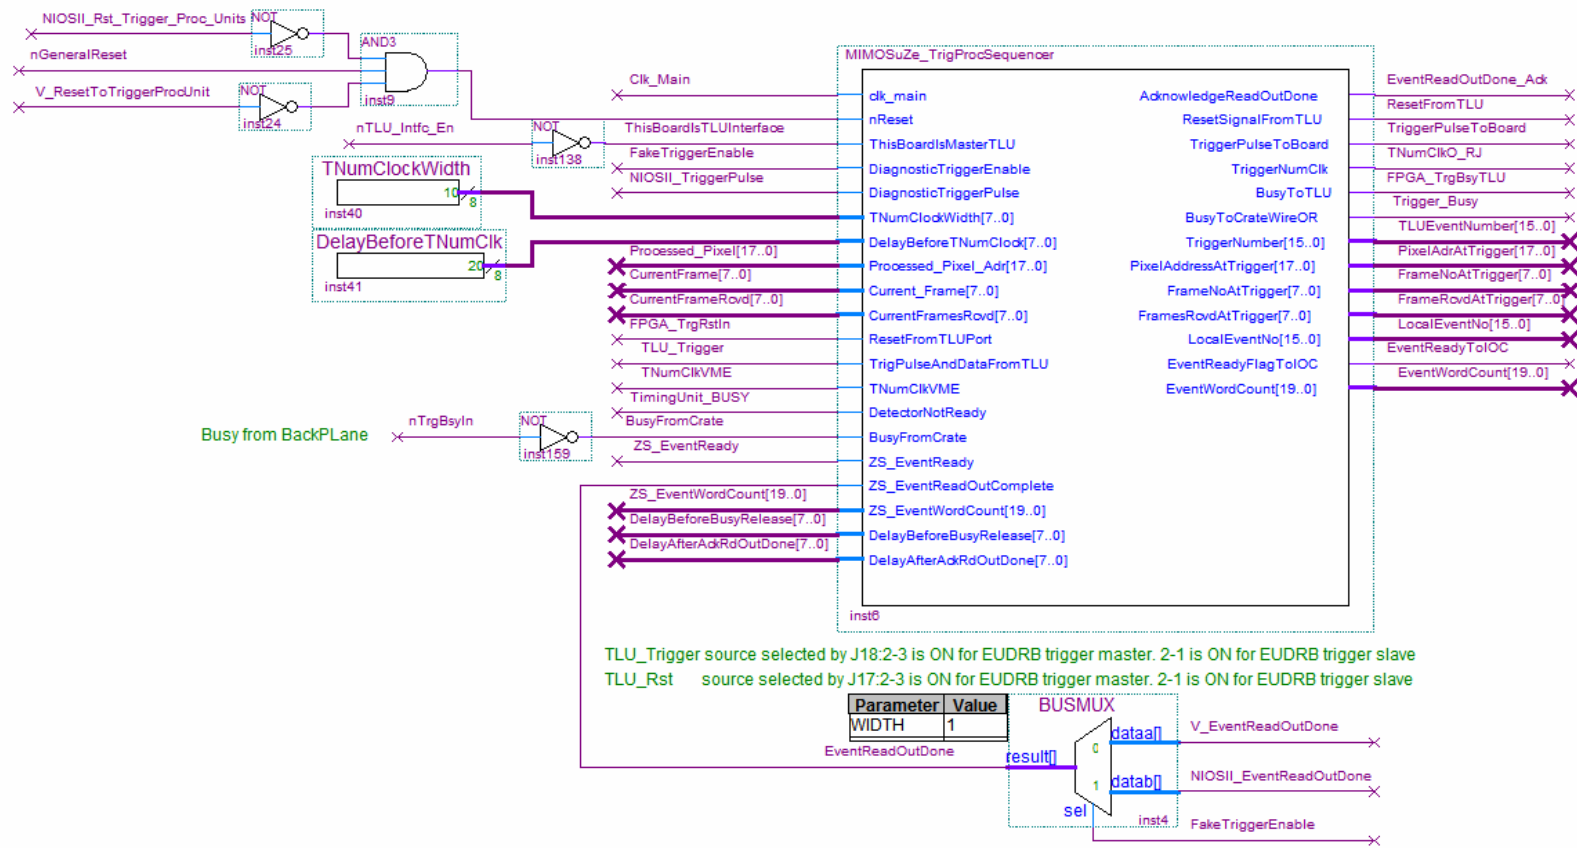 NIOSII_Rst_Trigger_Proc_Units
NOT
inst25
nGeneralReset
AND3
inst9
V_ResetToTriggerProcUnit
NOT
inst24
nTLU_Intfc_En
NOT
inst138
TNumClockWidth
10
8
inst40
DelayBeforeTNumClk
20
8
inst41
Clk_Main
ThisBoardIsTLUInterface
FakeTriggerEnable
NIOSII_TriggerPulse
Processed_Pixel[17..0]
CurrentFrame[7..0]
CurrentFrameRcvd[7..0]
FPGA_TrgRstIn
TLU_Trigger
TNumClkVME
TimingUnit_BUSY
Busy from BackPLane
nTrgBsyIn
NOT
inst159
BusyFromCrate
ZS_EventReady
ZS_EventWordCount[19..0]
DelayBeforeBusyRelease[7..0]
DelayAfterAckRdOutDone[7..0]
MIMOSuZe_TrigProcSequencer
clk_main
nReset
ThisBoardIsMasterTLU
DiagnosticTriggerEnable
DiagnosticTriggerPulse
TNumClockWidth[7..0]
DelayBeforeTNumClock[7..0]
Processed_Pixel_Adr[17..0]
Current_Frame[7..0]
CurrentFramesRcvd[7..0]
ResetFromTLUPort
TrigPulseAndDataFromTLU
TNumClkVME
DetectorNotReady
BusyFromCrate
ZS_EventReady
ZS_EventReadOutComplete
ZS_EventWordCount[19..0]
DelayBeforeBusyRelease[7..0]
DelayAfterAckRdOutDone[7..0]
AcknowledgeReadOutDone
ResetSignalFromTLU
TriggerPulseToBoard
TriggerNumClk
BusyToTLU
BusyToCrateWireOR
TriggerNumber[15..0]
PixelAddressAtTrigger[17..0]
FrameNoAtTrigger[7..0]
FramesRcvdAtTrigger[7..0]
LocalEventNo[15..0]
EventReadyFlagToIOC
EventWordCount[19..0]
inst6
EventReadOutDone_Ack
ResetFromTLU
TriggerPulseToBoard
TNumClkO_RJ
FPGA_TrgBsyTLU
Trigger_Busy
TLUEventNumber[15..0]
PixelAdrAtTrigger[17..0]
FrameNoAtTrigger[7..0]
FrameRcvdAtTrigger[7..0]
LocalEventNo[15..0]
EventReadyToIOC
EventWordCount[19..0]
TLU_Trigger source selected by J18:2-3 is ON for EUDRB trigger master. 2-1 is ON for EUDRB trigger slave
TLU_Rst source selected by J17:2-3 is ON for EUDRB trigger master. 2-1 is ON for EUDRB trigger slave
Parameter Value
WIDTH 1
BUSMUX
EventReadOutDone
result[]
0
dataa[]
1
datab[]
sel
inst4
V_EventReadOutDone
NIOSII_EventReadOutDone
FakeTriggerEnable